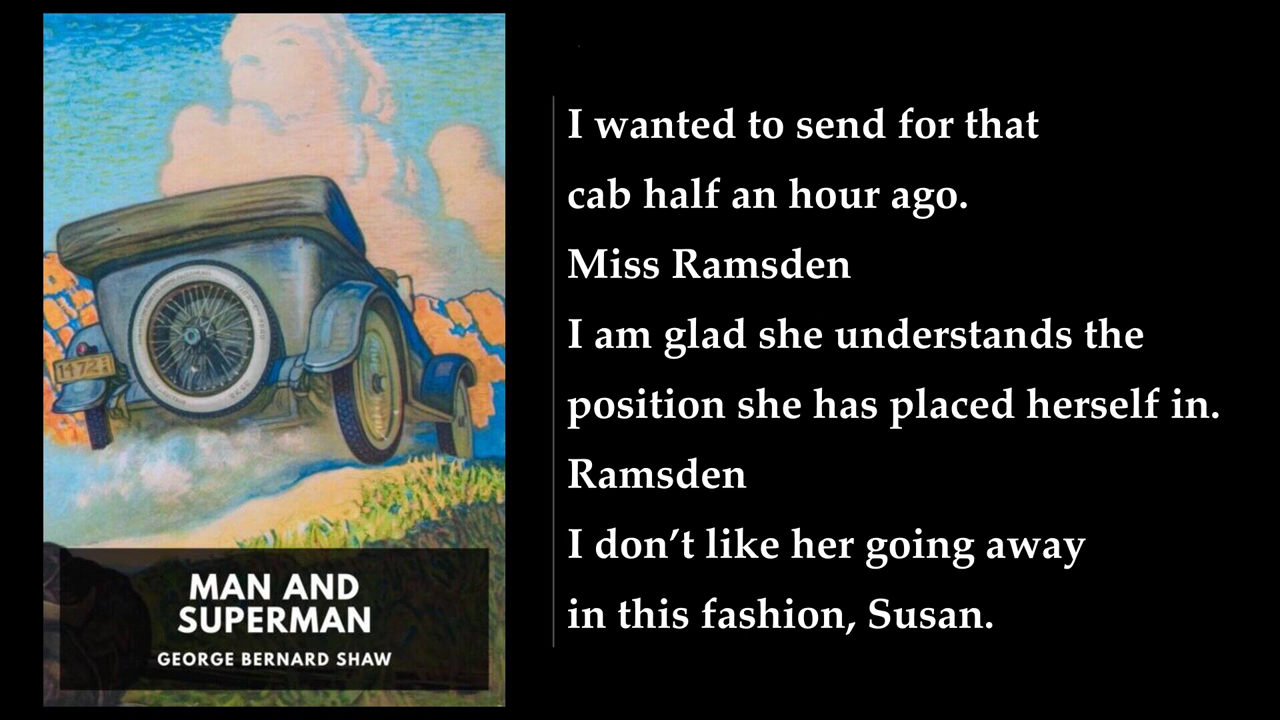 I wanted to send for that
cab half an hour ago.
Miss Ramsden
I am glad she understands the
position she has placed herself in.
Ramsden
I don’t like her going away
in this fashion, Susan.
1472
MAN AND
SUPERMAN
GEORGE BERNARD SHAW